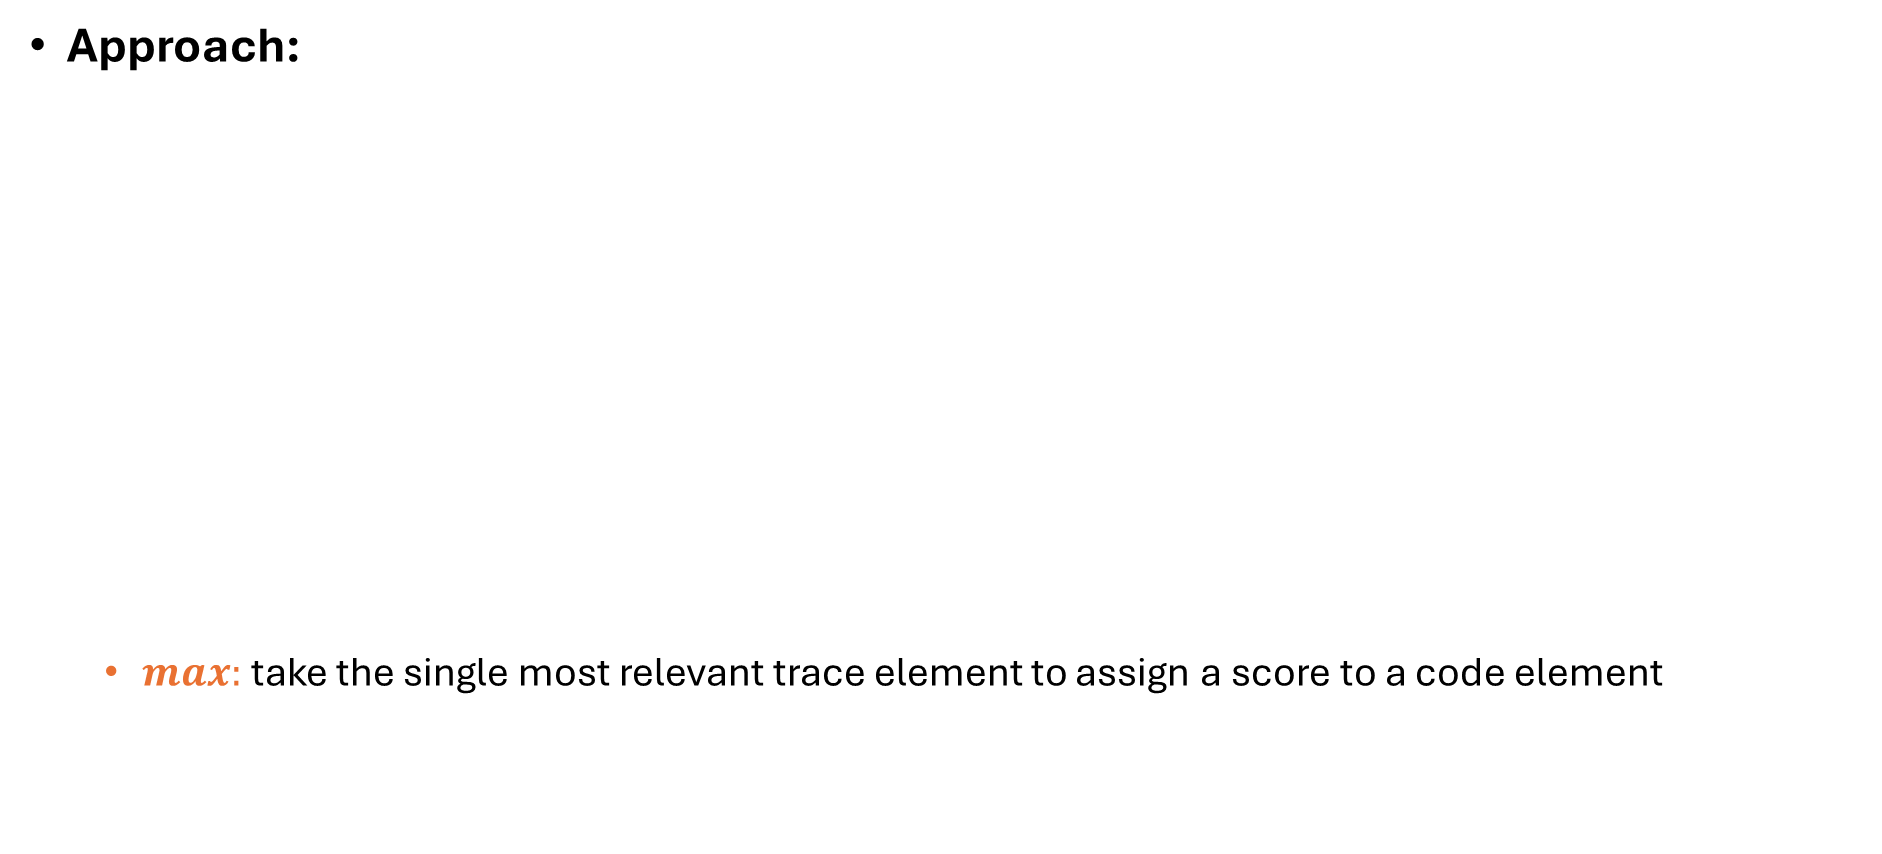 • Approach:
• max: take the single most relevant trace element to assign a score to a code element